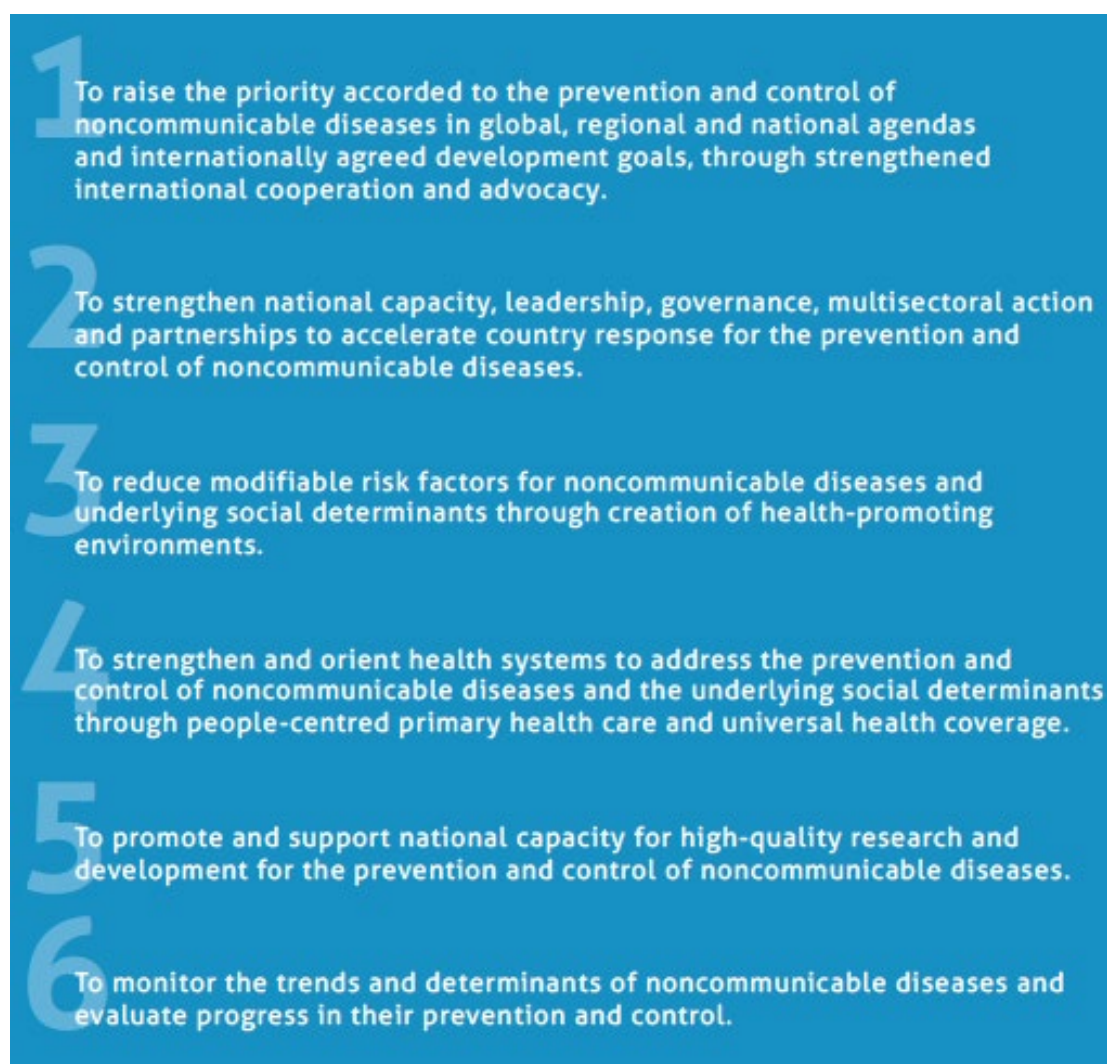 1
To raise the priority accorded to the prevention and control of
noncommunicable diseases in global, regional and national agendas
and internationally agreed development goals, through strengthened
international cooperation and advocacy.
2
To strengthen national capacity, leadership, governance, multisectoral action
and partnerships to accelerate country response for the prevention and
control of noncommunicable diseases.
3
To reduce modifiable risk factors for noncommunicable diseases and
underlying social determinants through creation of health-promoting
environments.
4
To strengthen and orient health systems to address the prevention and
control of noncommunicable diseases and the underlying social determinants
through people-centred primary health care and universal health coverage.
5
To promote and support national capacity for high-quality research and
development for the prevention and control of noncommunicable diseases.
6
To monitor the trends and determinants of noncommunicable diseases and
evaluate progress in their prevention and control.